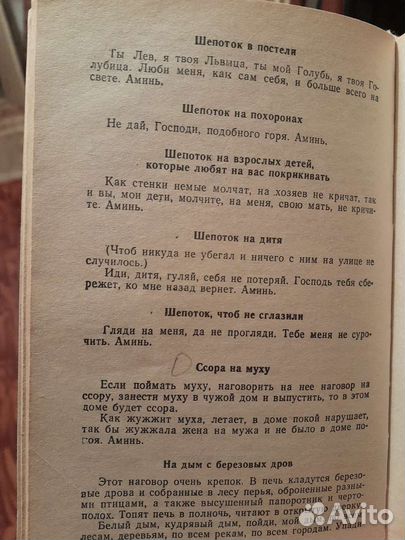 Шепоток в постели
Ты Лев, я твоя Львица, ты мой Голубь, я твоя Го-
лубица. Люби меня, как сам себя, и больше всего на
свете. Аминь.
Шепоток на похоронах
Не дай, Господи, подобного горя. Аминь.
Шепоток на взрослых детей,
которые любят на вас покрикивать
Как стенки немые молчат, на хозяев не кричат, так
и вы, мои дети, молчите, на меня, свою мать, не кричи-
те. Аминь.
Шепоток на дитя
(Чтоб никуда не убегал и ничего с ним на улице не
случилось.)
Иди, дитя, гуляй, себя не потеряй. Господь тебя сбе-
режет, ко мне назад вернет. Аминь.
Шепоток, чтоб не сглазили
Гляди на меня, да не прогляди. Тебе меня не суро-
чить. Аминь.
Ссора на муху
Если поймать муху, наговорить на нее наговор на
ссору, занести муху в чужой дом и выпустить, то в этом
доме будет ссора.
Как жужжит муха, летает, в доме покой нарушает,
так бы жужжала жена на мужа и не было в доме по-
коя. Аминь.
На дым с березовых дров
Этот наговор очень крепок. В печь кладутся березо-
вые дрова и собранные в лесу перья, оброненные разны-
ми птицами, а также высушенный папоротник и черто-
полох. Топят печь в полночь, читают в
Белый дым, кудрявый дым, пойди, мой
лесам, деревьям, по всем рекам, по всем городам.
Avito